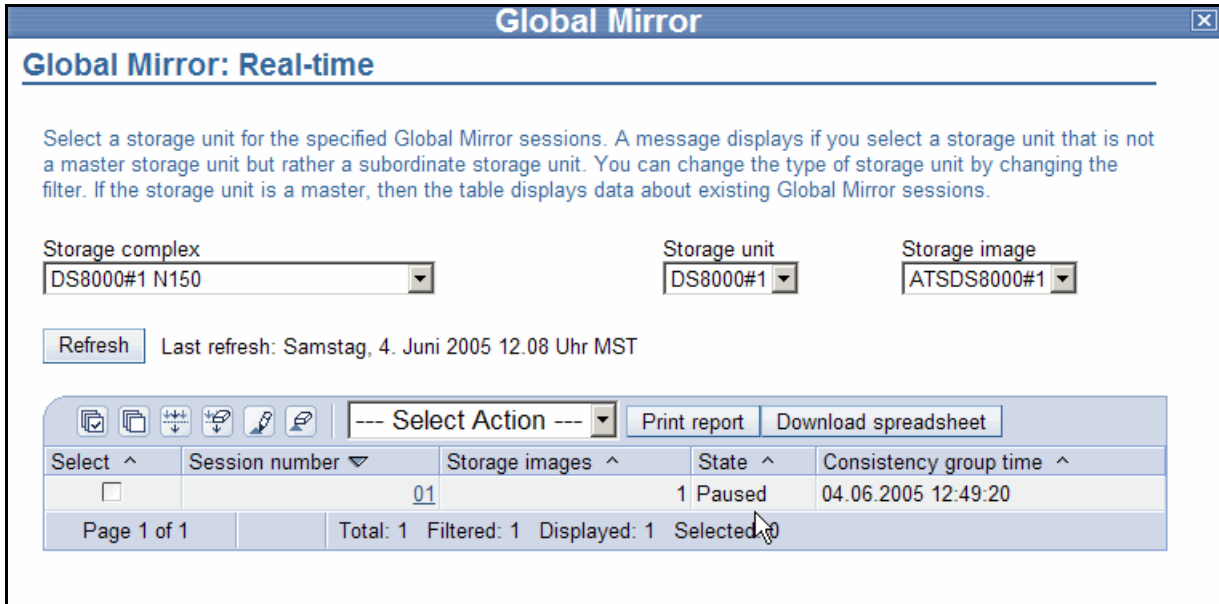 Global Mirror
Global Mirror: Real-time
Select a storage unit for the specified Global Mirror sessions. A message displays if you select a storage unit that is not
a master storage unit but rather a subordinate storage unit. You can change the type of storage unit by changing the
filter. If the storage unit is a master, then the table displays data about existing Global Mirror sessions.
Storage complex Storage unit Storage image
DS8000#1 N150 DS8000#1 ATSDS8000#1
Refresh Last refresh: Samstag, 4. Juni 2005 12.08 Uhr MST
--- Select Action --- Print report Download spreadsheet
Select Session number Storage images State Consistency group time
01 1 Paused 04.06.2005 12:49:20
Page 1 of 1 Total: 1 Filtered: 1 Displayed: 1 Selected: 0